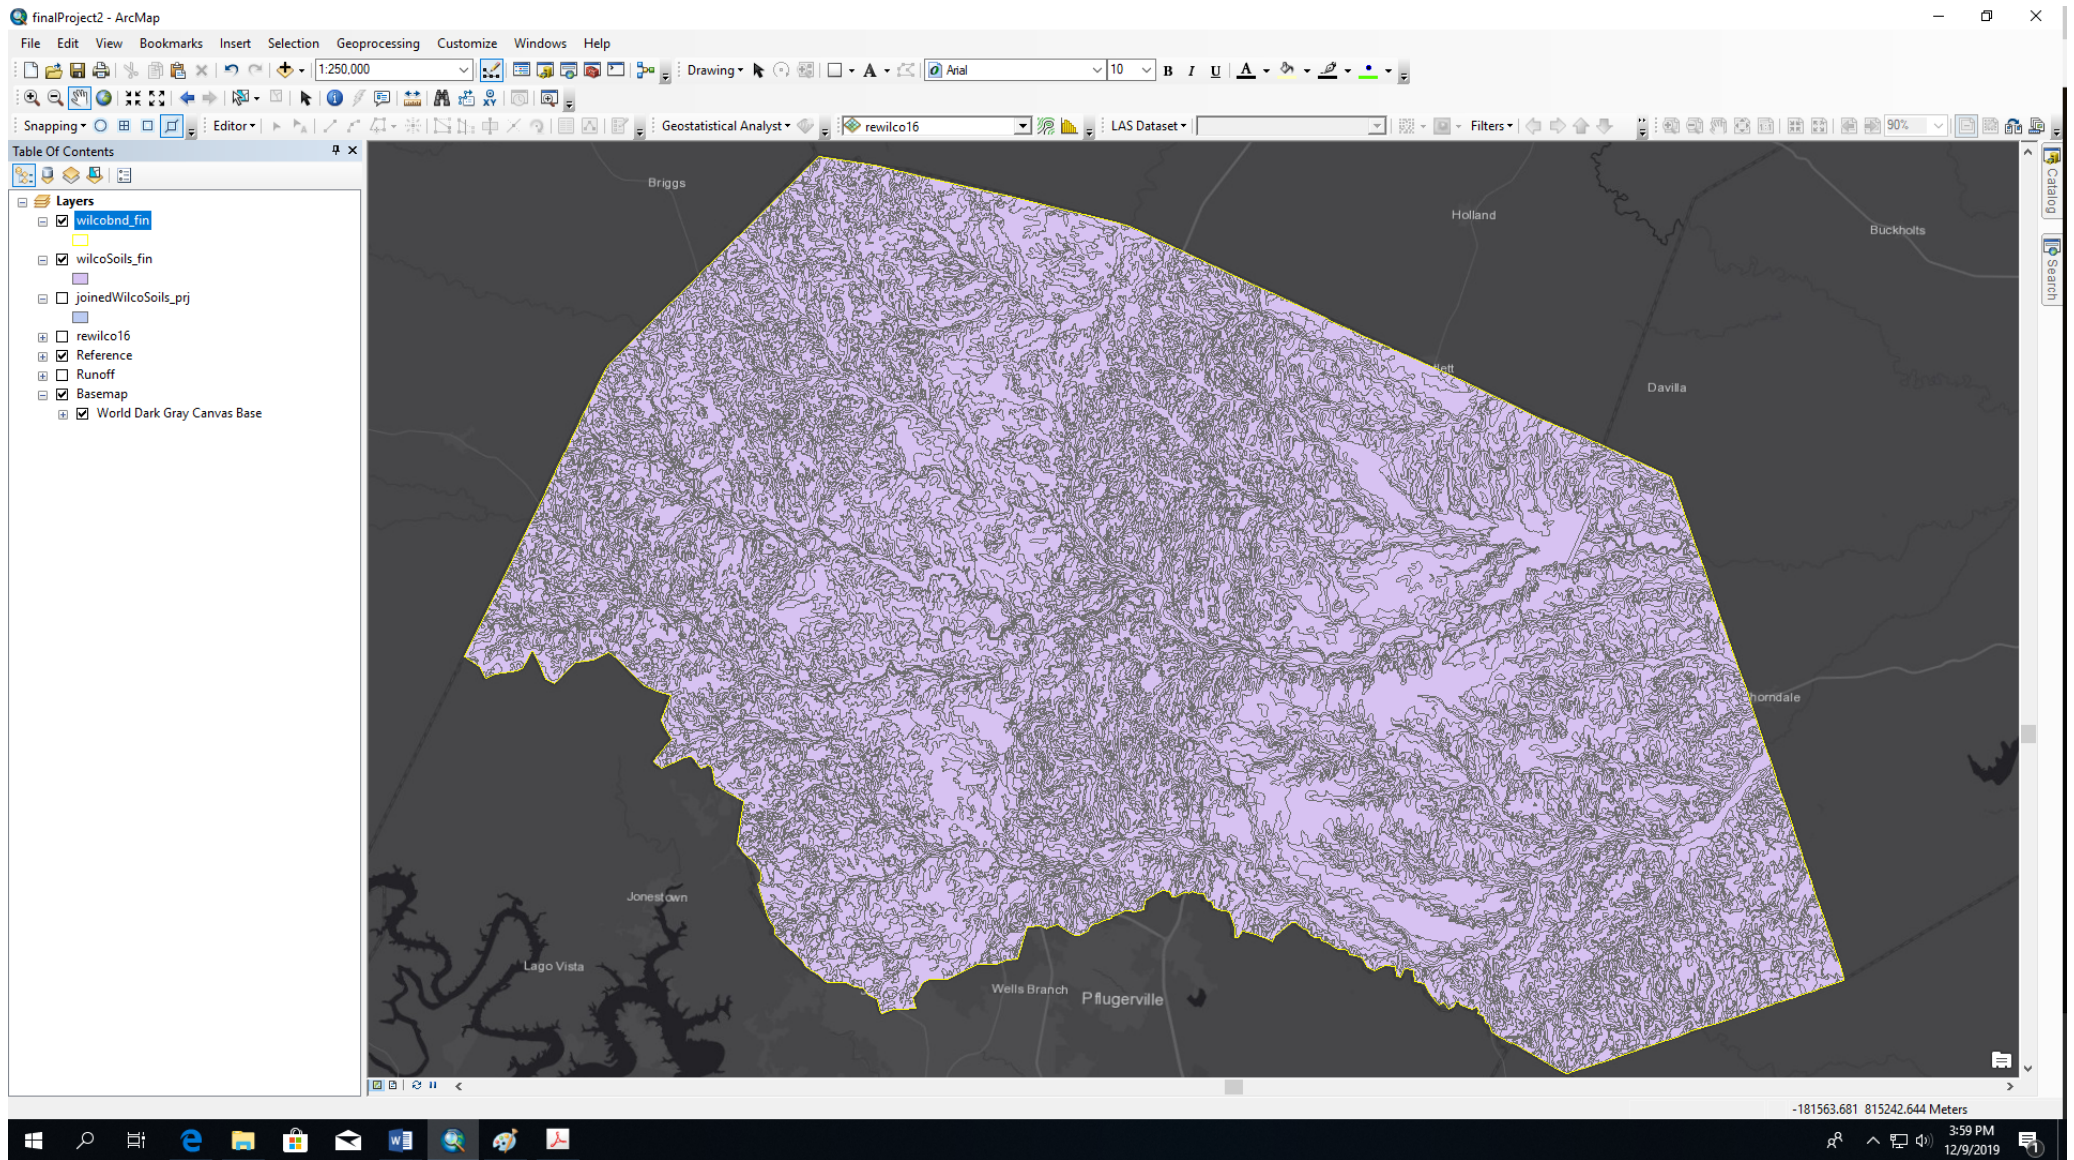 finalProject2 - ArcMap
File Edit View Bookmarks Insert Selection Geoprocessing Customize Windows Help
1:250,000 Drawing A Arial 10 B I U A
Snapping Editor Geostatistical Analyst rewilco16 LAS Dataset Filters 90%
Table Of Contents
Layers
wilcobnd_fin
wilcoSoils_fin
joinedWilcoSoils_prj
rewilco16
Reference
Runoff
Basemap
World Dark Gray Canvas Base
Briggs
Holland
Buckholts
lett
Davilla
horndale
Jonestown
Lago Vista
Wells Branch
Pflugerville
Catalog
Search
-181563.681 815242.644 Meters
3:59 PM
12/9/2019